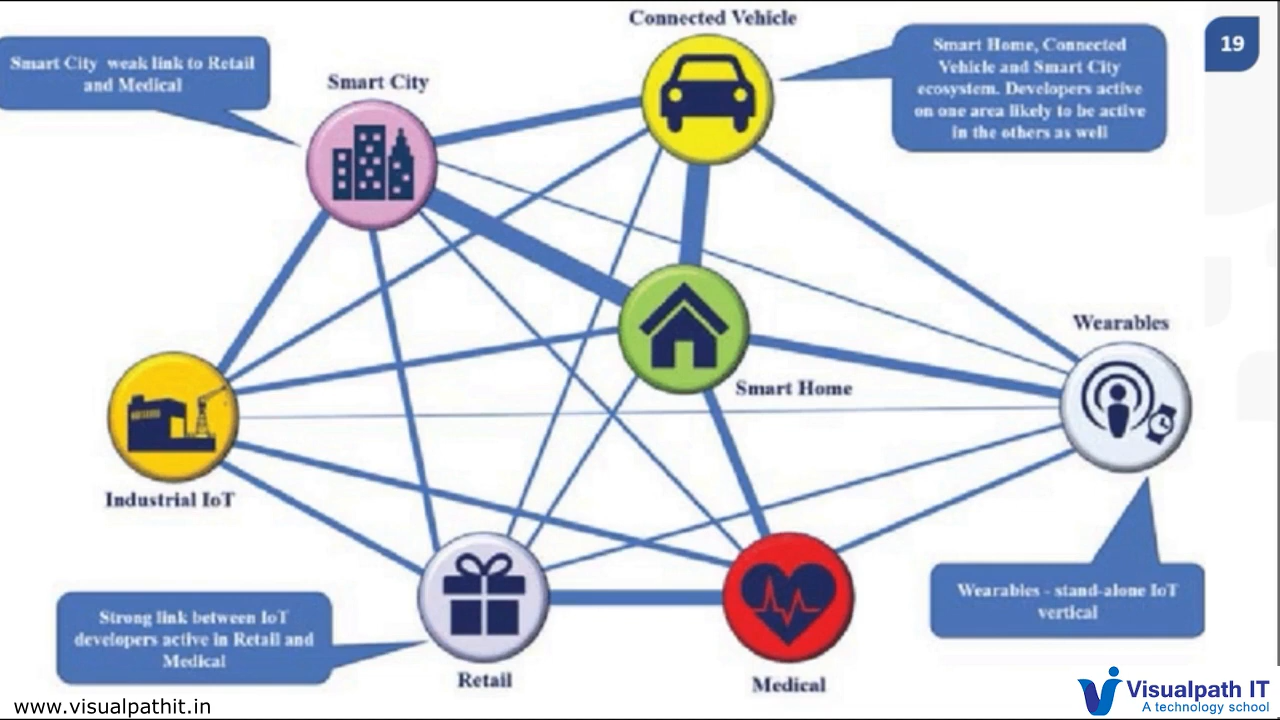 Connected Vehicle
19
Smart City weak link to Retail
and Medical
Smart City
Smart Home, Connected
Vehicle and Smart City
ecosystem. Developers active
on one area likely to be active
in the others as well
Wearables
Smart Home
Industrial IoT
Wearables - stand-alone IoT
vertical
Strong link between IoT
developers active in Retail and
Medical
Retail
Medical
www.visualpathit.in
Visualpath IT
A technology school